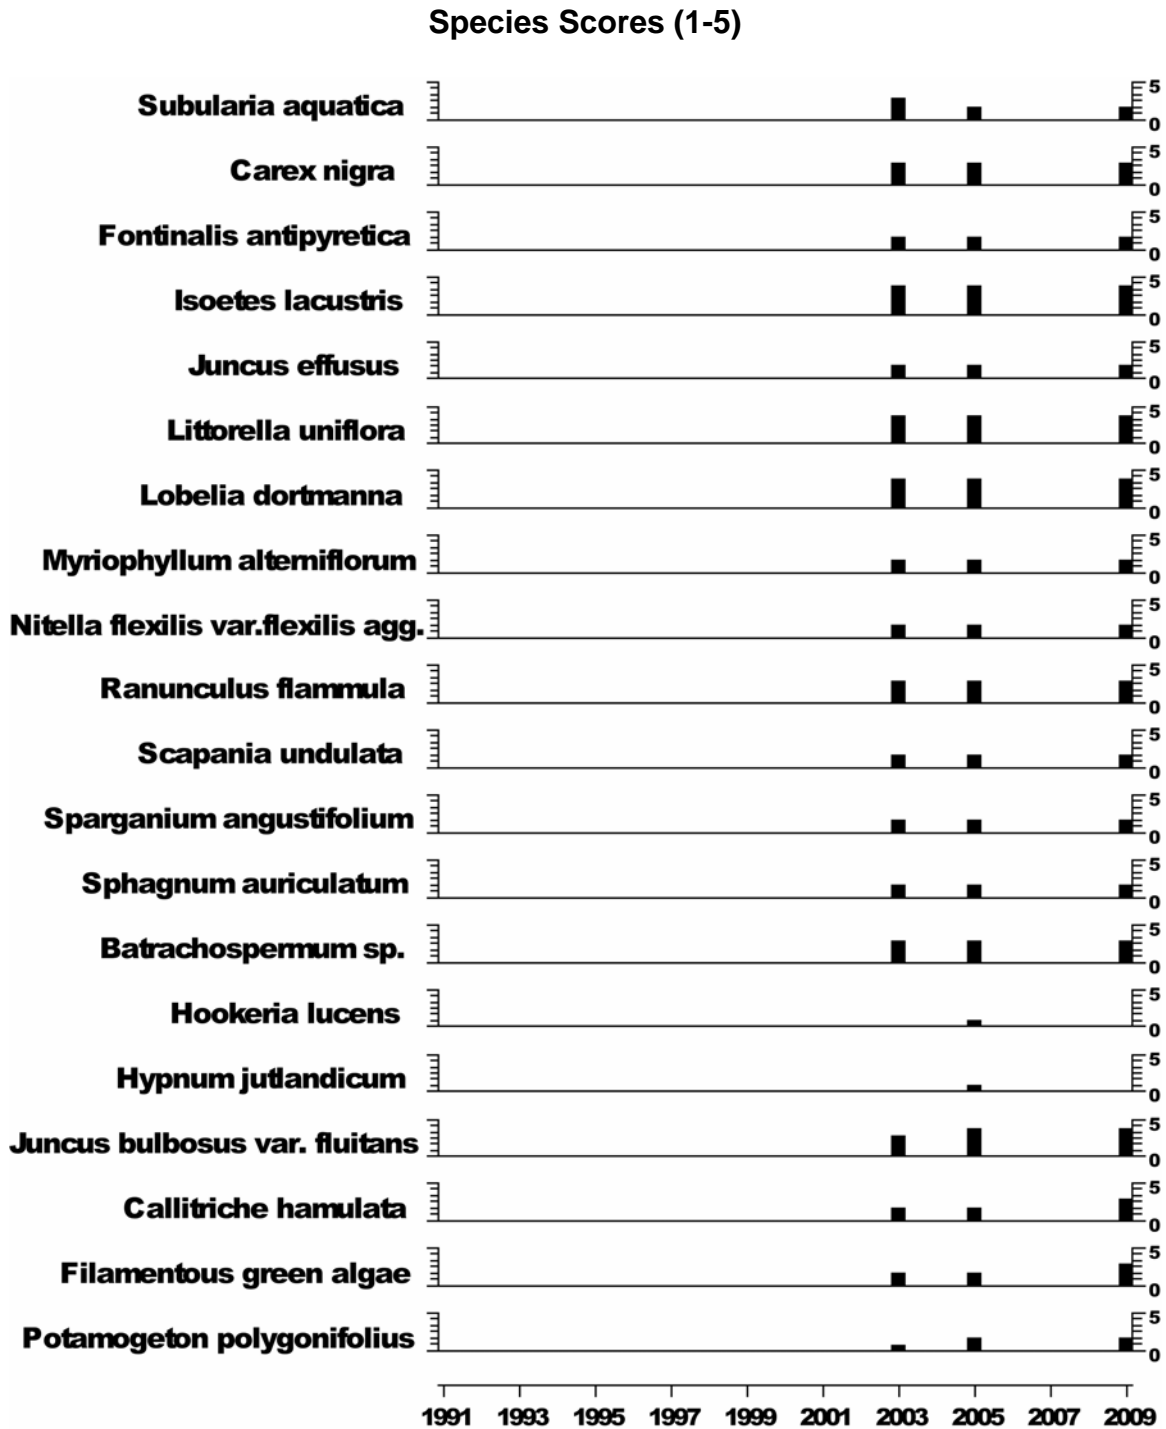 Species Scores (1-5)
Subularia aquatica 5 0
Carex nigra 5 0
Fontinalis antipyretica 5 0
Isoetes lacustris 5 0
Juncus effusus 5 0
Littorella uniflora 5 0
Lobelia dortmanna 5 0
Myriophyllum alterniflorum 5 0
Nitella flexilis var.flexilis agg. 5 0
Ranunculus flammula 5 0
Scapania undulata 5 0
Sparganium angustifolium 5 0
Sphagnum auriculatum 5 0
Batrachospermum sp. 5 0
Hookeria lucens 5 0
Hypnum jutlandicum 5 0
Juncus bulbosus var. fluitans 5 0
Callitriche hamulata 5 0
Filamentous green algae 5 0
Potamogeton polygonifolius 5 0
1991 1993 1995 1997 1999 2001 2003 2005 2007 2009